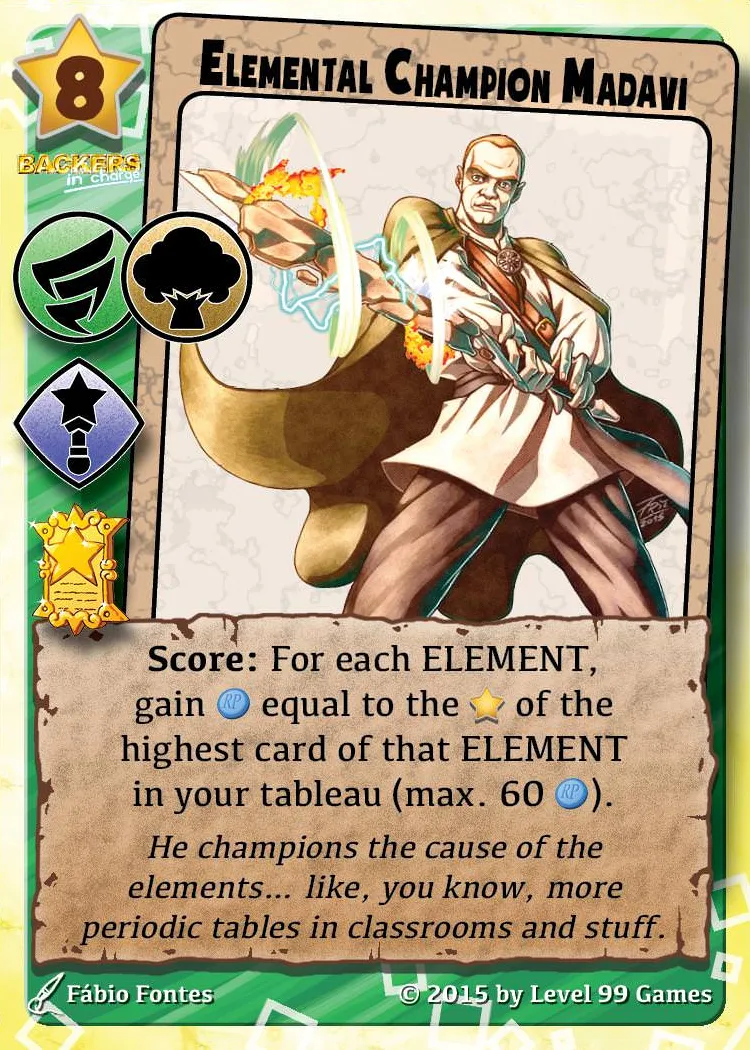 ELEMENTAL CHAMPION MADAVI
8
BACKERS
in charge
2015
Score: For each ELEMENT,
gain RP equal to the of the
highest card of that ELEMENT
in your tableau (max. 60 RP).
He champions the cause of the
elements... like, you know, more
periodic tables in classrooms and stuff.
Fábio Fontes
© 2015 by Level 99 Games